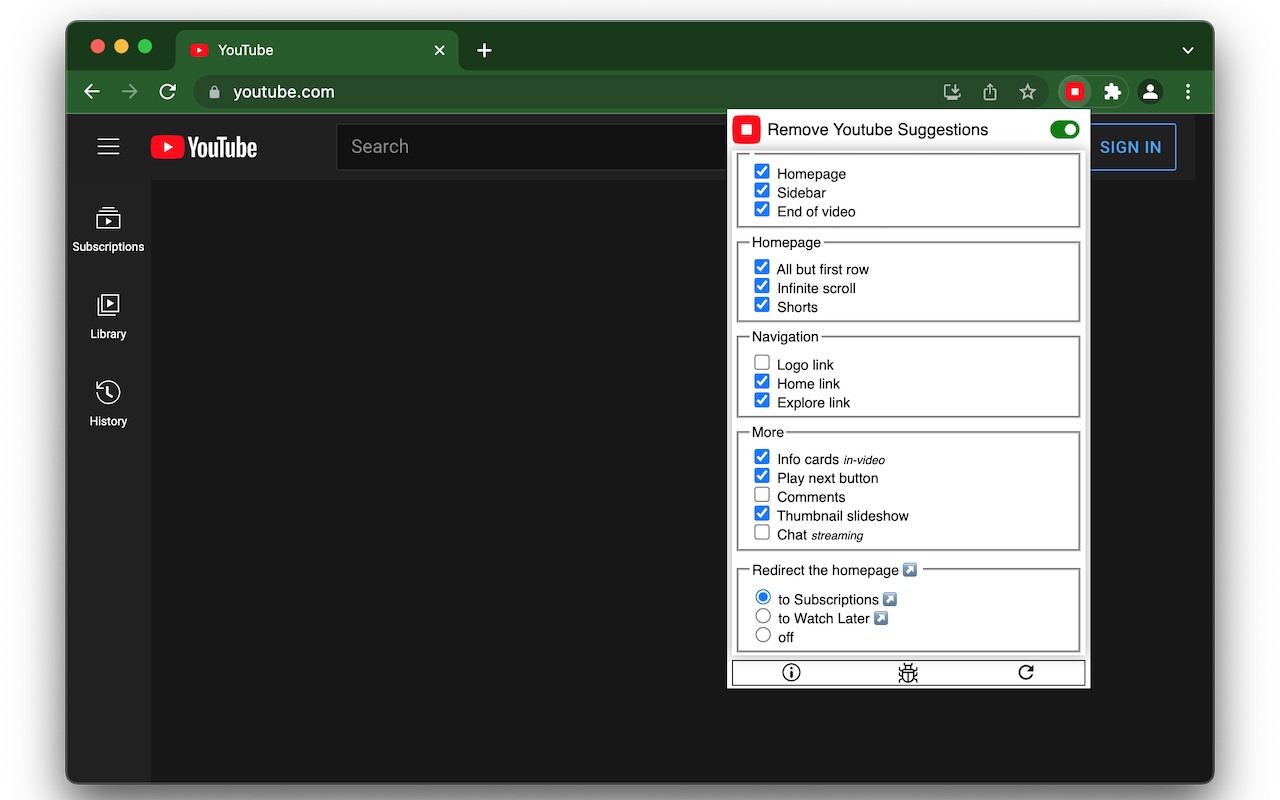 YouTube
youtube.com
Remove Youtube Suggestions
YouTube
Search
SIGN IN
Subscriptions
Library
History
Homepage
Sidebar
End of video
Homepage
All but first row
Infinite scroll
Shorts
Navigation
Logo link
Home link
Explore link
More
Info cards in-video
Play next button
Comments
Thumbnail slideshow
Chat streaming
Redirect the homepage
to Subscriptions
to Watch Later
off